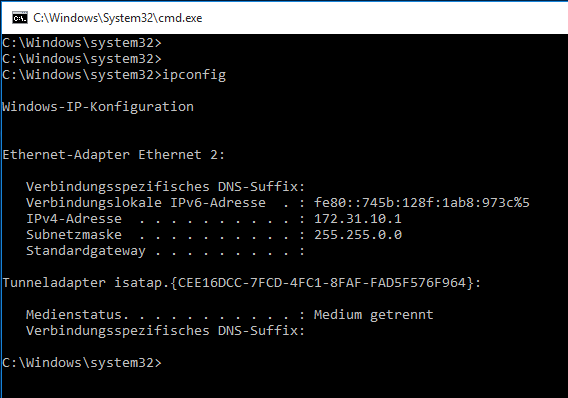 C:\Windows\System32\cmd.exe
C:\Windows\system32>
C:\Windows\system32>
C:\Windows\system32>ipconfig
Windows-IP-Konfiguration
Ethernet-Adapter Ethernet 2:
Verbindungsspezifisches DNS-Suffix:
Verbindungslokale IPv6-Adresse  . : fe80::745b:128f:1ab8:973c%5
IPv4-Adresse  . . . . . . . . . . : 172.31.10.1
Subnetzmaske  . . . . . . . . . . : 255.255.0.0
Standardgateway . . . . . . . . . :
Tunneladapter isatap.{CEE16DCC-7FCD-4FC1-8FAF-FAD5F576F964}:
Medienstatus. . . . . . . . . . . : Medium getrennt
Verbindungsspezifisches DNS-Suffix:
C:\Windows\system32>